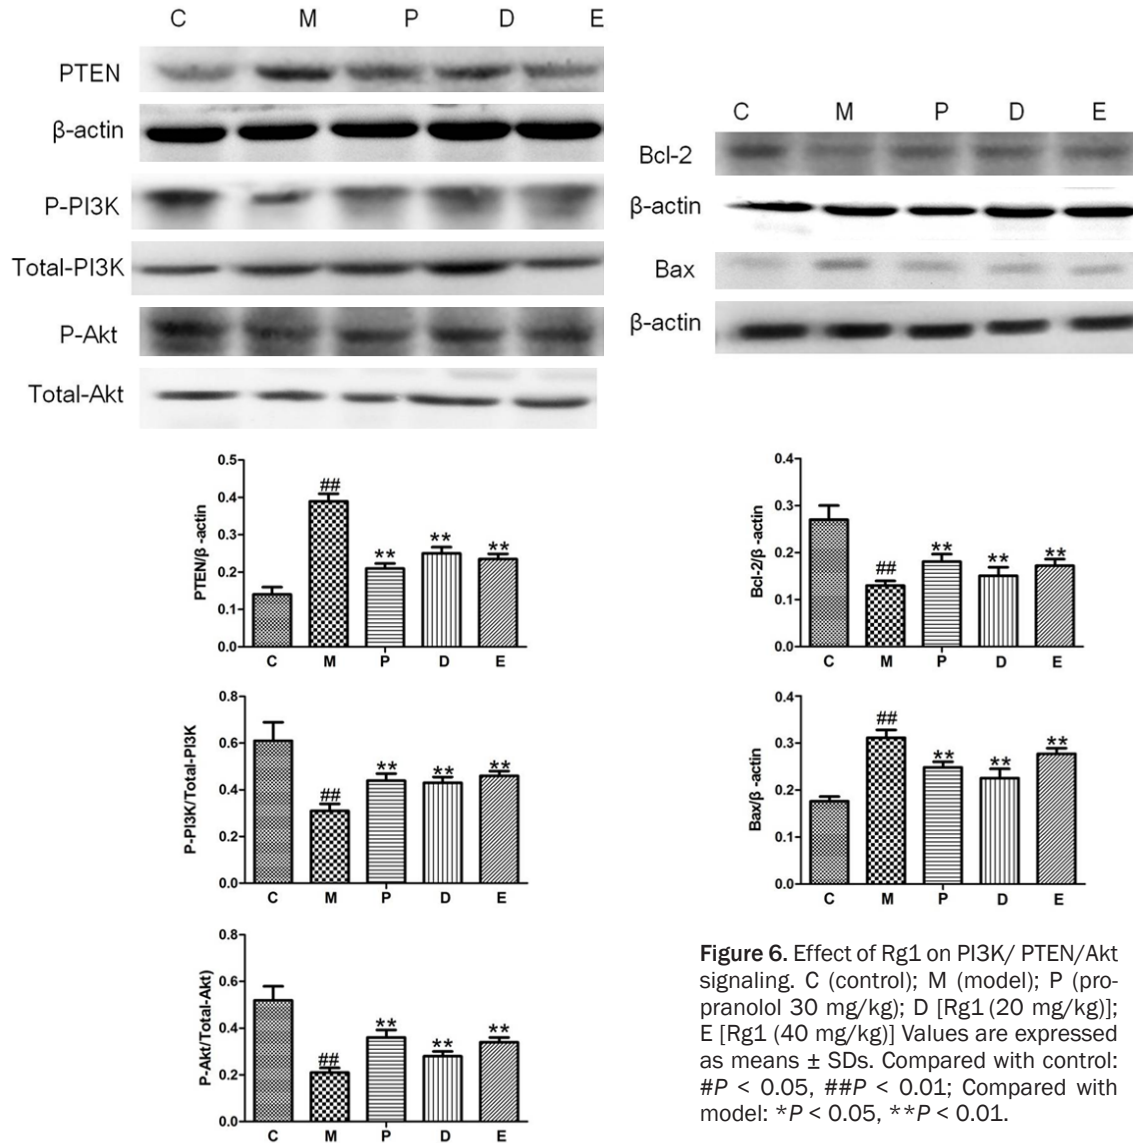 C M P D E
PTEN
β-actin
P-PI3K
Total-PI3K
P-Akt
Total-Akt
C M P D E
Bcl-2
β-actin
Bax
β-actin
PTEN/β -actin
0.5
0.4
0.3
0.2
0.1
0.0
##
**
**
**
C M P D E
P-PI3K/Total-PI3K
0.8
0.6
0.4
0.2
0.0
##
**
**
**
C M P D E
P-Akt/Total-Akt)
0.6
0.4
0.2
0.0
##
**
**
**
C M P D E
Bcl-2/β -actin
0.4
0.3
0.2
0.1
0.0
##
**
**
**
C M P D E
Bax/β -actin
0.4
0.3
0.2
0.1
0.0
##
**
**
**
C M P D E
Figure 6. Effect of Rg1 on PI3K/ PTEN/Akt
signaling. C (control); M (model); P (pro-
pranolol 30 mg/kg); D [Rg1 (20 mg/kg)];
E [Rg1 (40 mg/kg)] Values are expressed
as means ± SDs. Compared with control:
#P < 0.05, ##P < 0.01; Compared with
model: *P < 0.05, **P < 0.01.